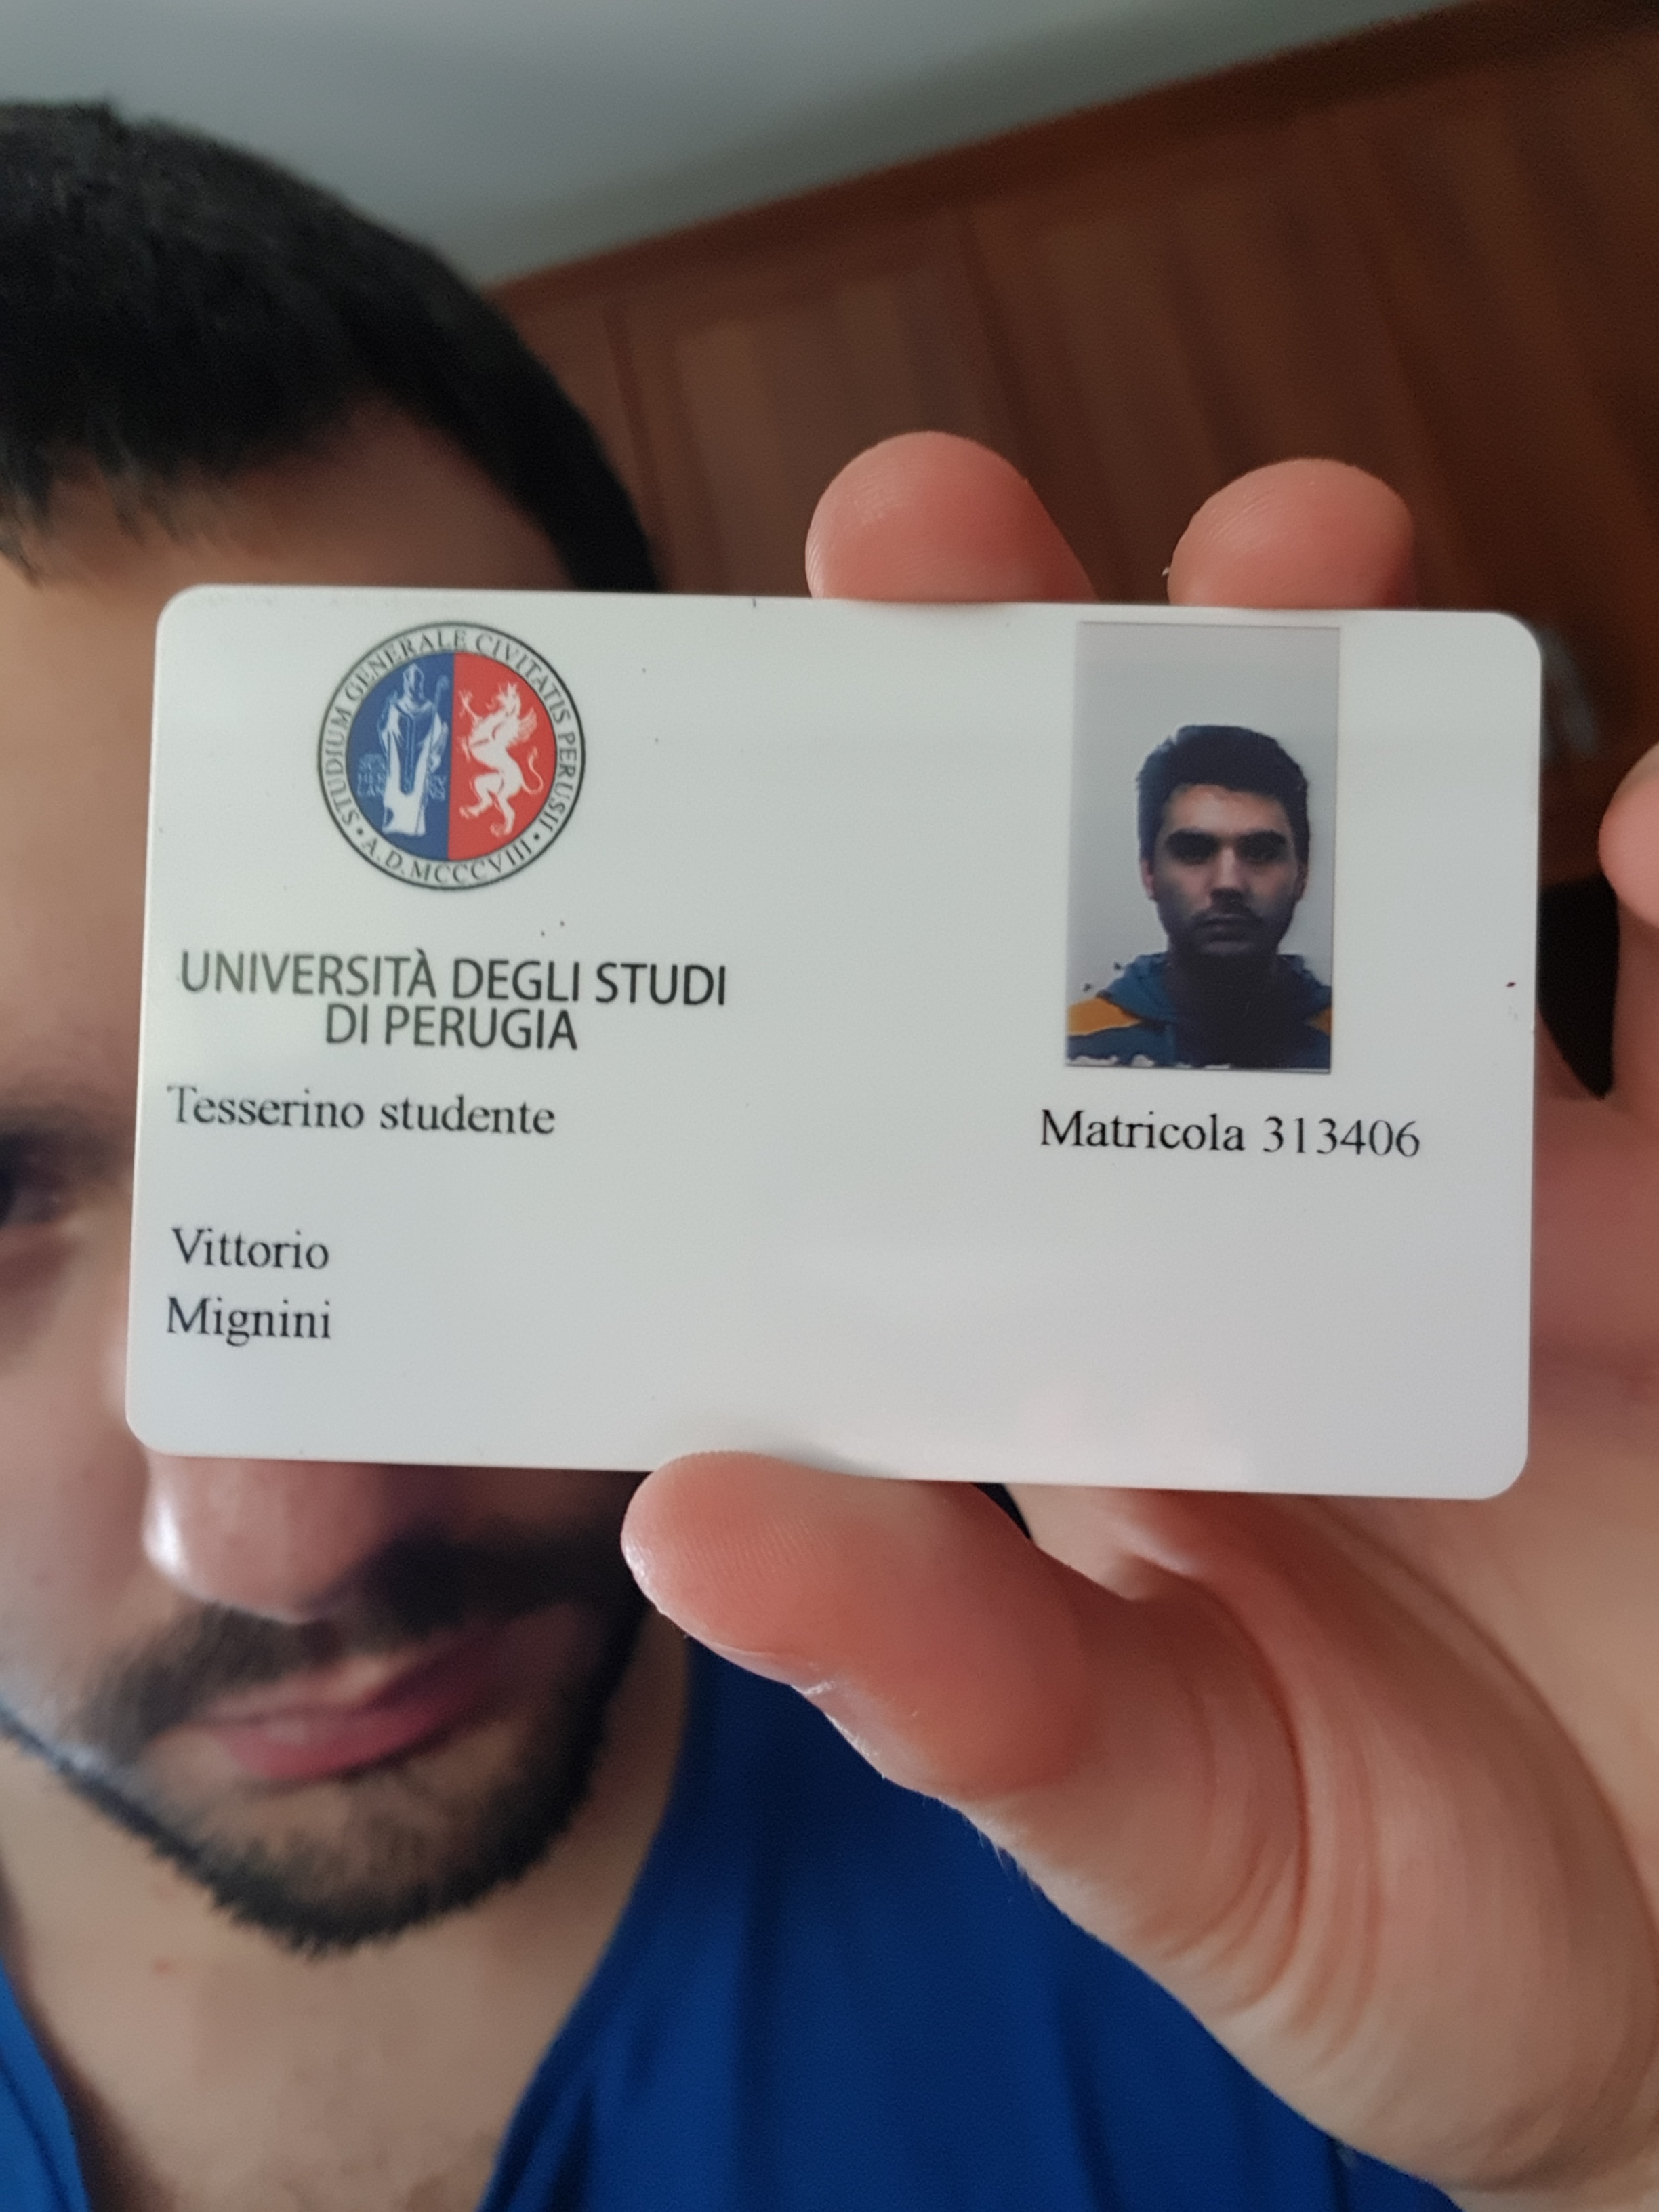 STUDIUM GENERALE CIVITATIS PERUSII
A.D. MCCCVIII
UNIVERSITÀ DEGLI STUDI
DI PERUGIA
Tesserino studente
Matricola 313406
Vittorio
Mignini